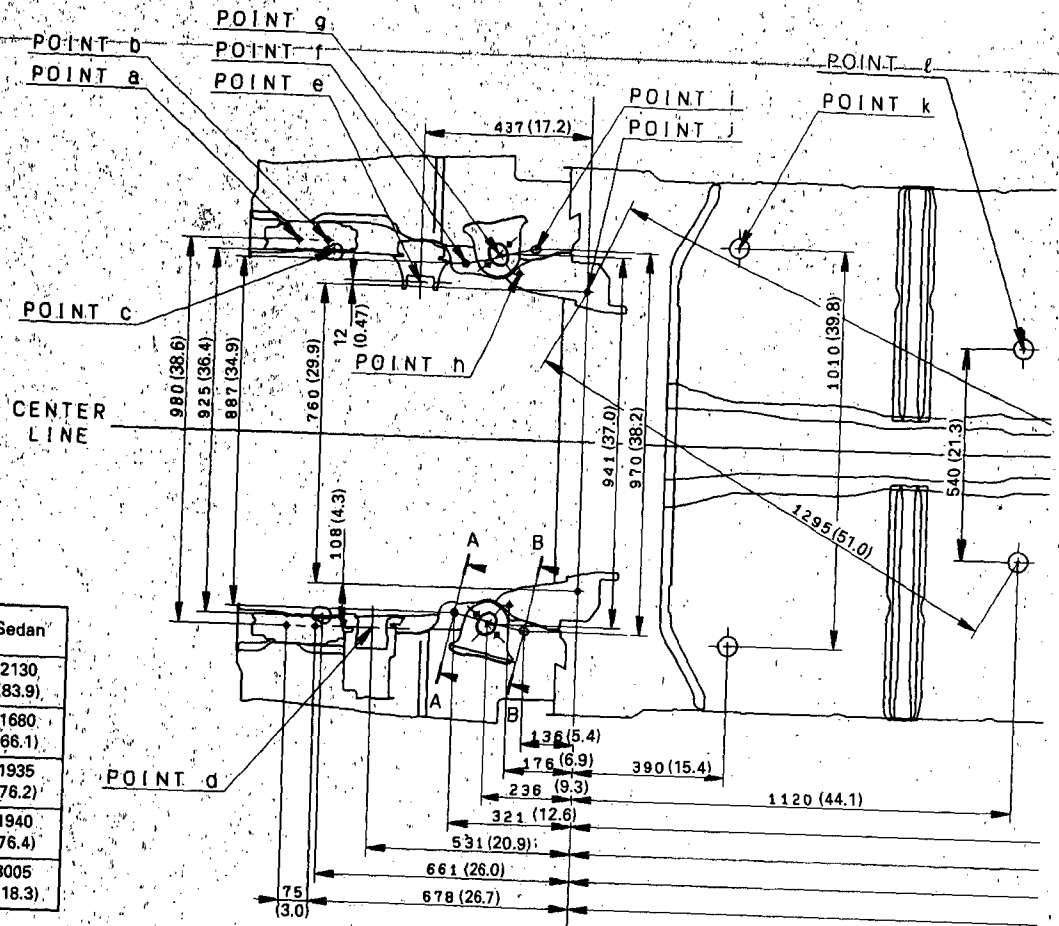 POINT g
POINT b
POINT f
POINT a
POINT e
POINT l
POINT i
POINT k
437 (17.2)
POINT j
POINT c
12
(0.47)
POINT h
980 (38.6)
925 (36.4)
887 (34.9)
760 (29.9)
1010 (39.8)
CENTER
LINE
941 (37.0)
970 (38.2)
540 (21.3)
108 (4.3)
1295 (51.0)
A
B
Sedan
2130
(83.9)
1680
66.1)
1935
76.2)
1940
76.4)
3005
18.3)
A
B
POINT d
136 (5.4)
176 (6.9)
390 (15.4)
236 (9.3)
1120 (44.1)
321 (12.6)
531 (20.9)
661 (26.0)
75
(3.0)
678 (26.7)